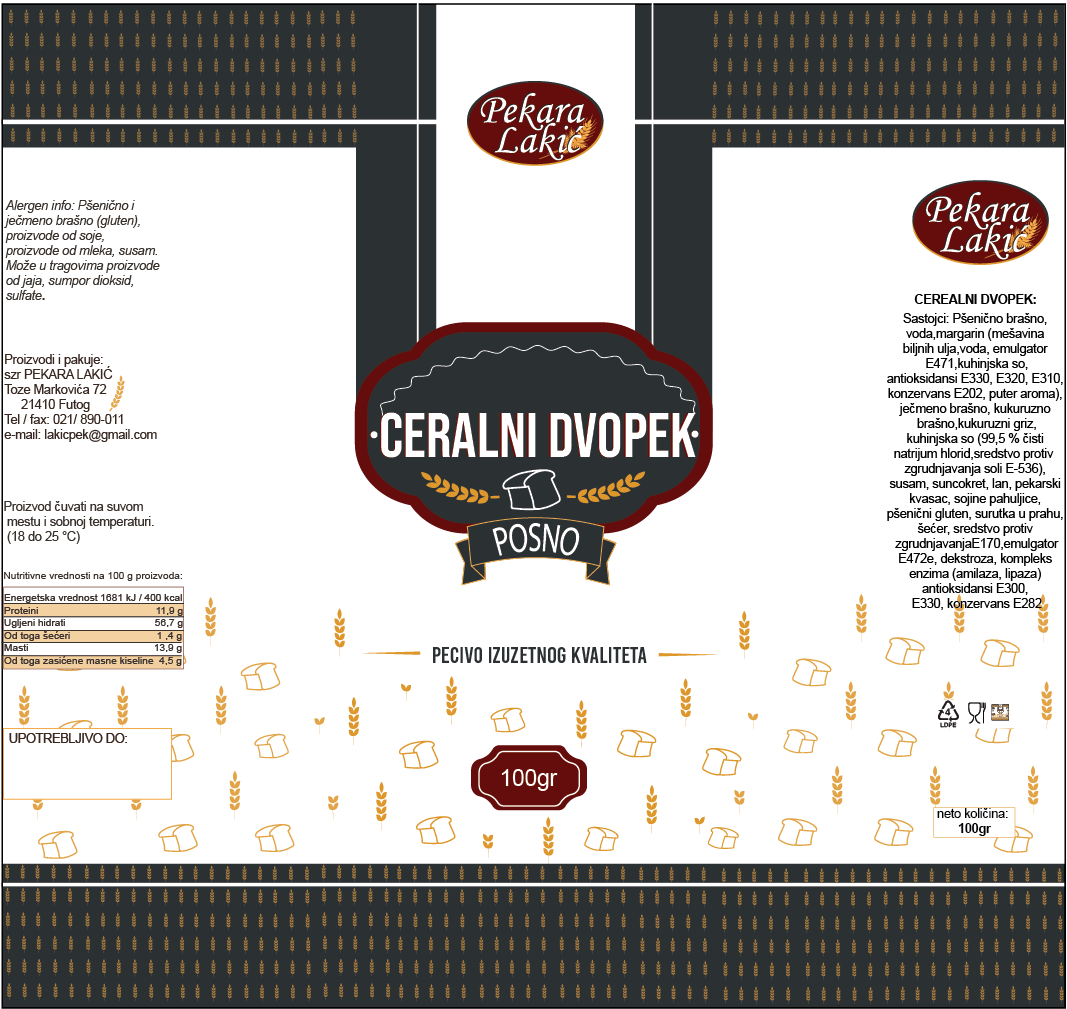 Pekara
Lakić
Alergen info: Pšenično i
ječmeno brašno (gluten),
proizvode od soje,
proizvode od mleka, susam.
Može u tragovima proizvode
od jaja, sumpor dioksid,
sulfate.
Proizvodi i pakuje:
szr PEKARA LAKIĆ
Toze Markovića 72
21410 Futog
Tel / fax: 021/ 890-011
e-mail: lakicpek@gmail.com
Proizvod čuvati na suvom
mestu i sobnoj temperaturi.
(18 do 25 °C)
Nutritivne vrednosti na 100 g proizvoda:
Energetska vrednost 1681 kJ / 400 kcal
Proteini 11,9 g
Ugljeni hidrati 56,7 g
Od toga šećeri 1 ,4 g
Masti 13,9 g
Od toga zasićene masne kiseline 4,5 g
UPOTREBLJIVO DO:
·CERALNI DVOPEK·
POSNO
PECIVO IZUZETNOG KVALITETA
100gr
Pekara
Lakić
CEREALNI DVOPEK:
Sastojci: Pšenično brašno,
voda,margarin (mešavina
biljnih ulja,voda, emulgator
E471,kuhinjska so,
antioksidansi E330, E320, E310,
konzervans E202, puter aroma),
ječmeno brašno, kukuruzno
brašno,kukuruzni griz,
kuhinjska so (99,5 % čisti
natrijum hlorid,sredstvo protiv
zgrudnjavanja soli E-536),
susam, suncokret, lan, pekarski
kvasac, sojine pahuljice,
pšenični gluten, surutka u prahu,
šećer, sredstvo protiv
zgrudnjavanjaE170,emulgator
E472e, dekstroza, kompleks
enzima (amilaza, lipaza)
antioksidansi E300,
E330, konzervans E282
4
LDPE
neto količina:
100gr